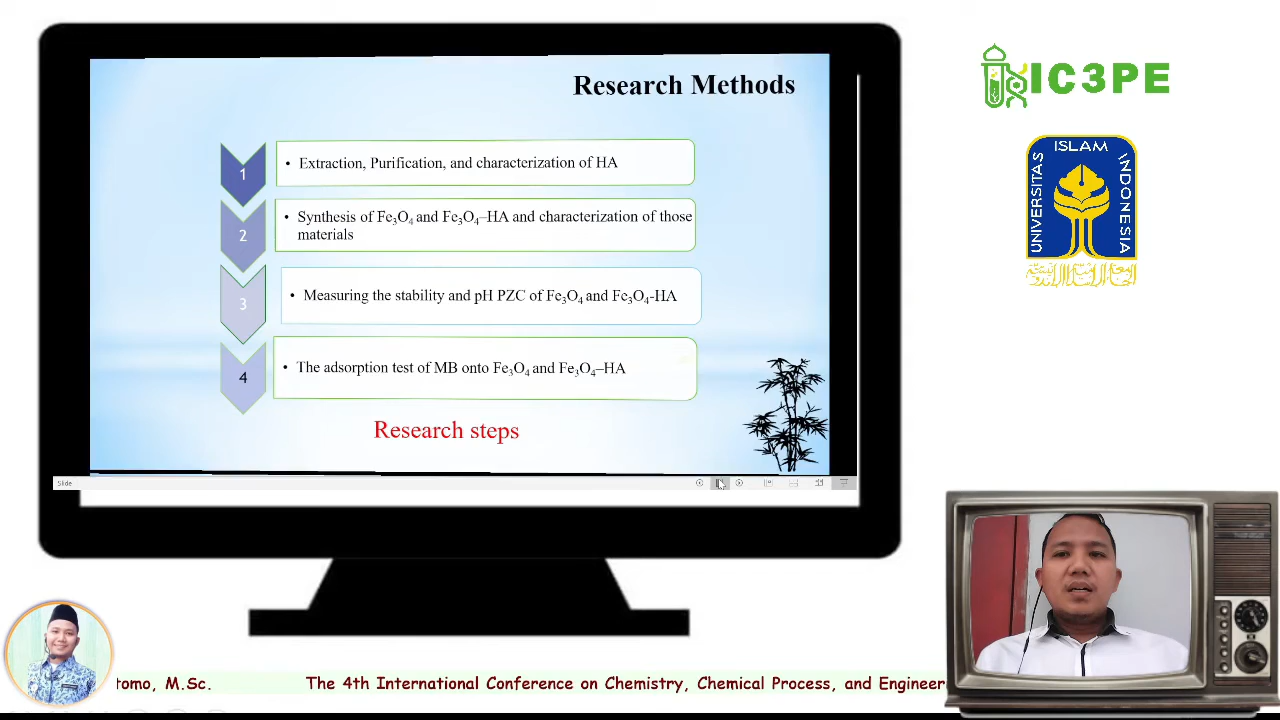 Research Methods
1
• Extraction, Purification, and characterization of HA
2
• Synthesis of Fe₃O₄ and Fe₃O₄–HA and characterization of those
materials
3
• Measuring the stability and pH PZC of Fe₃O₄ and Fe₃O₄-HA
4
• The adsorption test of MB onto Fe₃O₄ and Fe₃O₄–HA
Research steps
Slide
IC3PE
UNIVERSITAS ISLAM INDONESIA
tomo, M.Sc. The 4th International Conference on Chemistry, Chemical Process, and Engineer